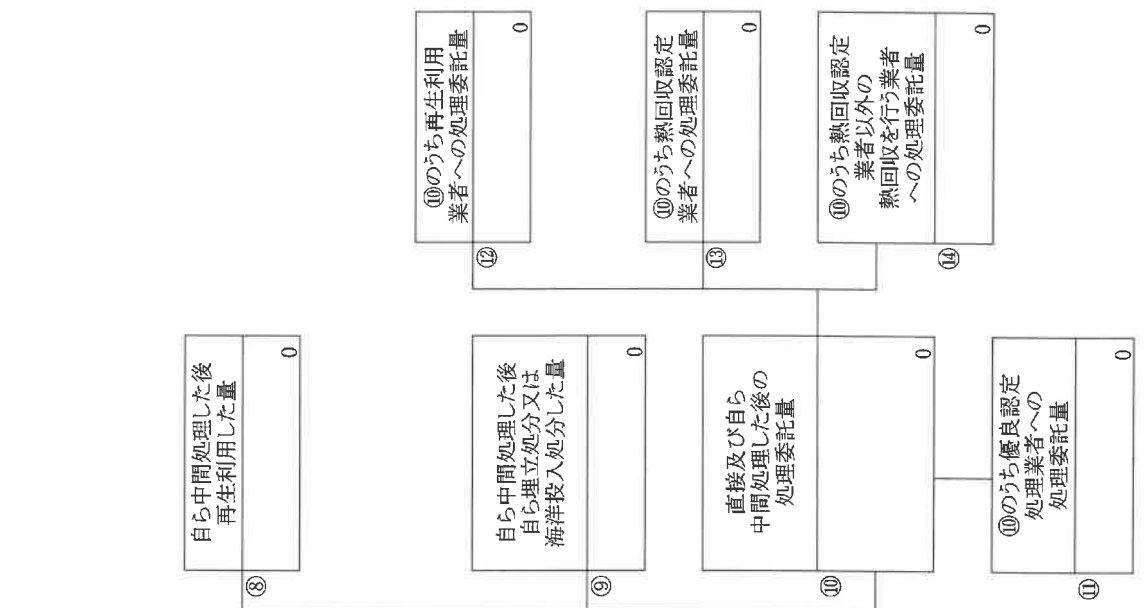 自ら中間処理した後
再生利用した量
⑧
0
自ら中間処理した後
自ら埋立処分又は
海洋投入処分した量
⑨
0
直接及び自ら
中間処理した後の
処理委託量
⑩
0
⑩のうち優良認定
処理業者への
処理委託量
⑪
0
⑩のうち再生利用
業者への処理委託量
⑫
0
⑩のうち熱回収認定
業者への処理委託量
⑬
0
⑩のうち熱回収認定
業者以外の
熱回収を行う業者
への処理委託量
⑭
0